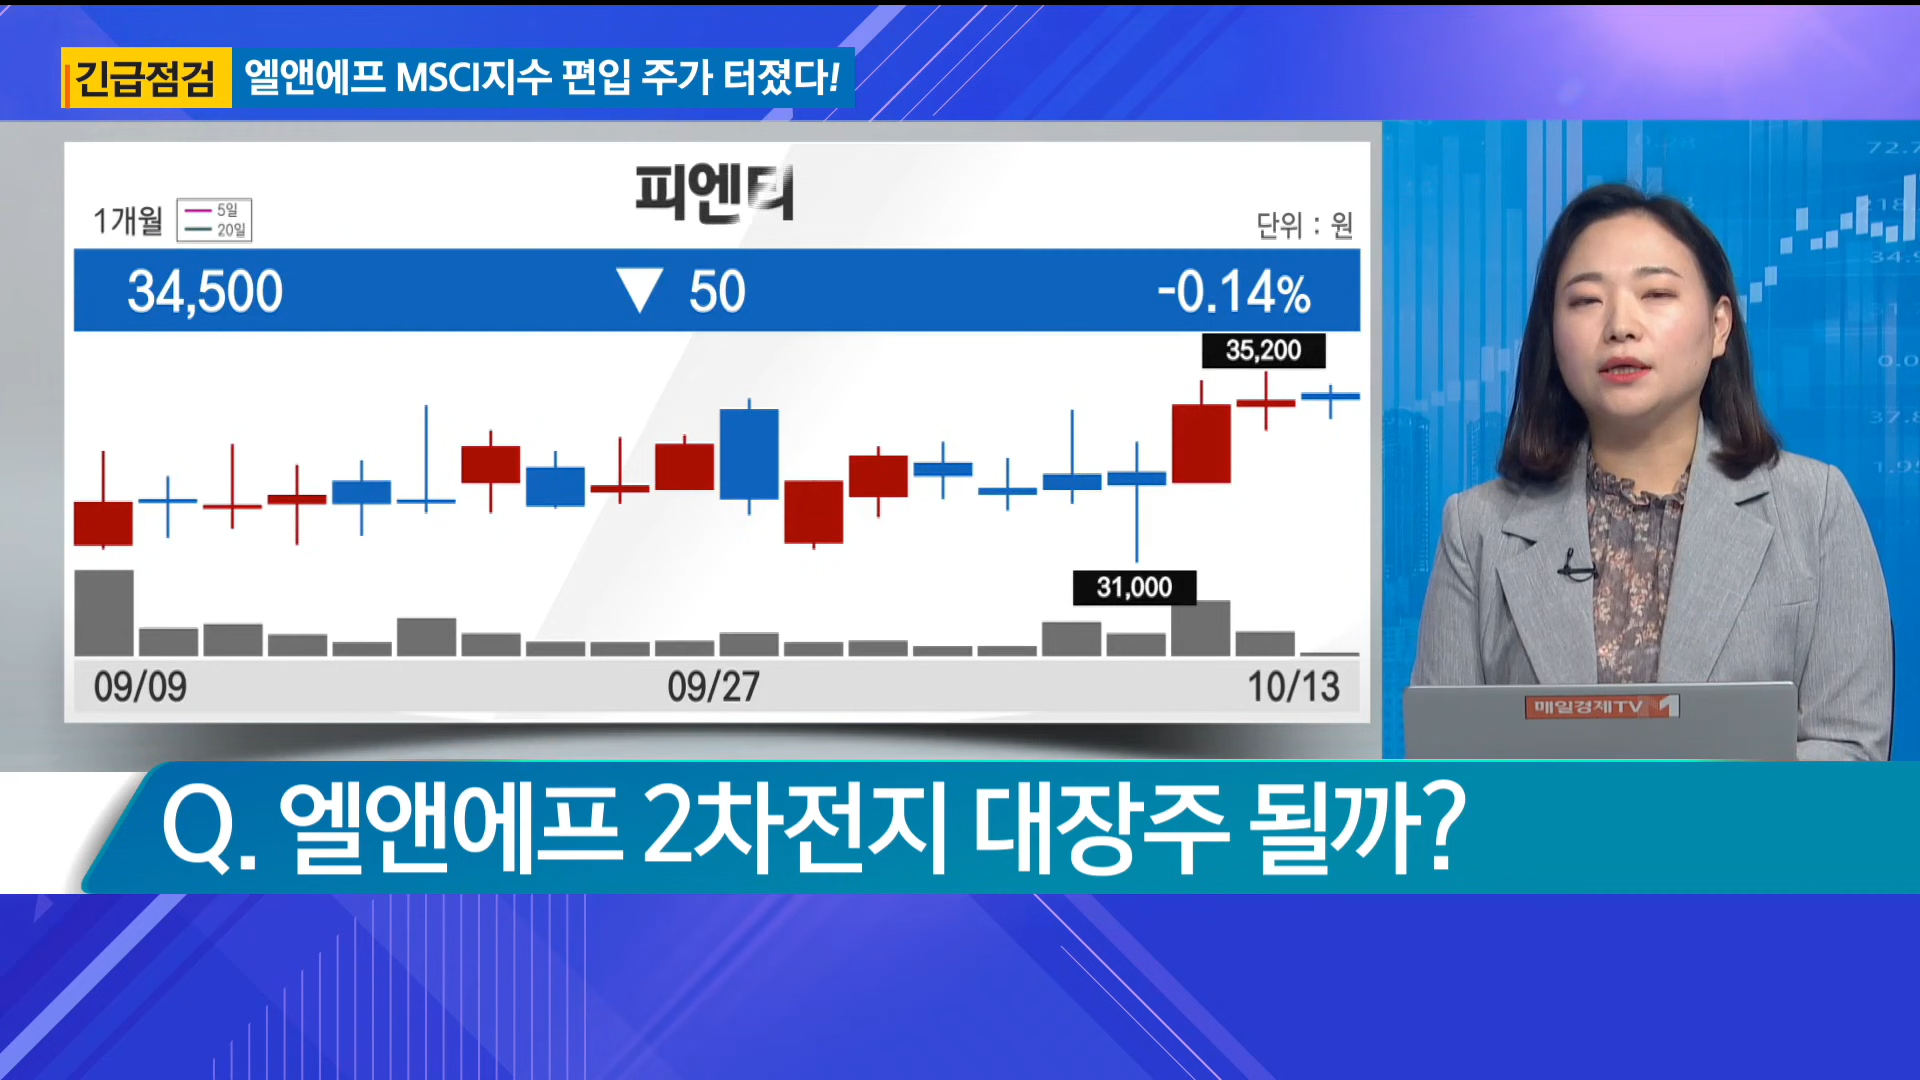 긴급점검 엘앤에프 MSCI지수 편입 주가 터졌다!
피엔티
1개월
5일
20일
단위 : 원
34,500 ▼ 50 -0.14%
35,200
31,000
09/09 09/27 10/13
매일경제TV 1
Q. 엘앤에프 2차전지 대장주 될까?